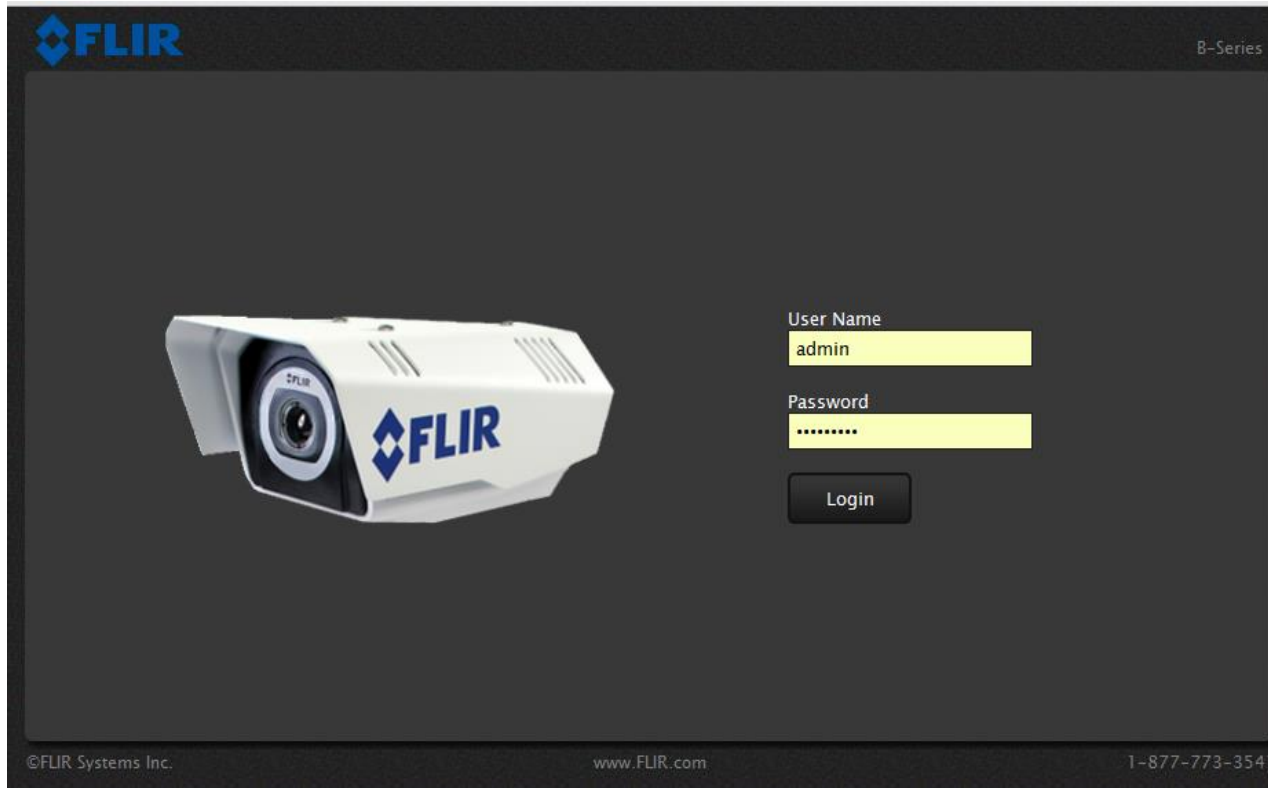 FLIR
B-Series
User Name
admin
FLIR
FLIR
Password
•••••••••
Login
©FLIR Systems Inc.
www.FLIR.com
1-877-773-354